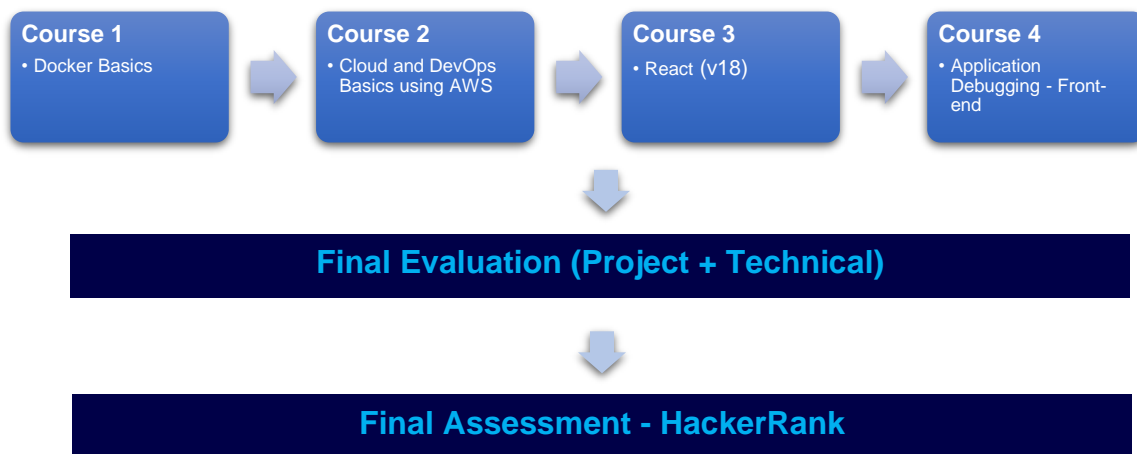 Course 1
• Docker Basics
Course 2
• Cloud and DevOps
Basics using AWS
Course 3
• React (v18)
Course 4
• Application
Debugging - Front-
end
Final Evaluation (Project + Technical)
Final Assessment - HackerRank